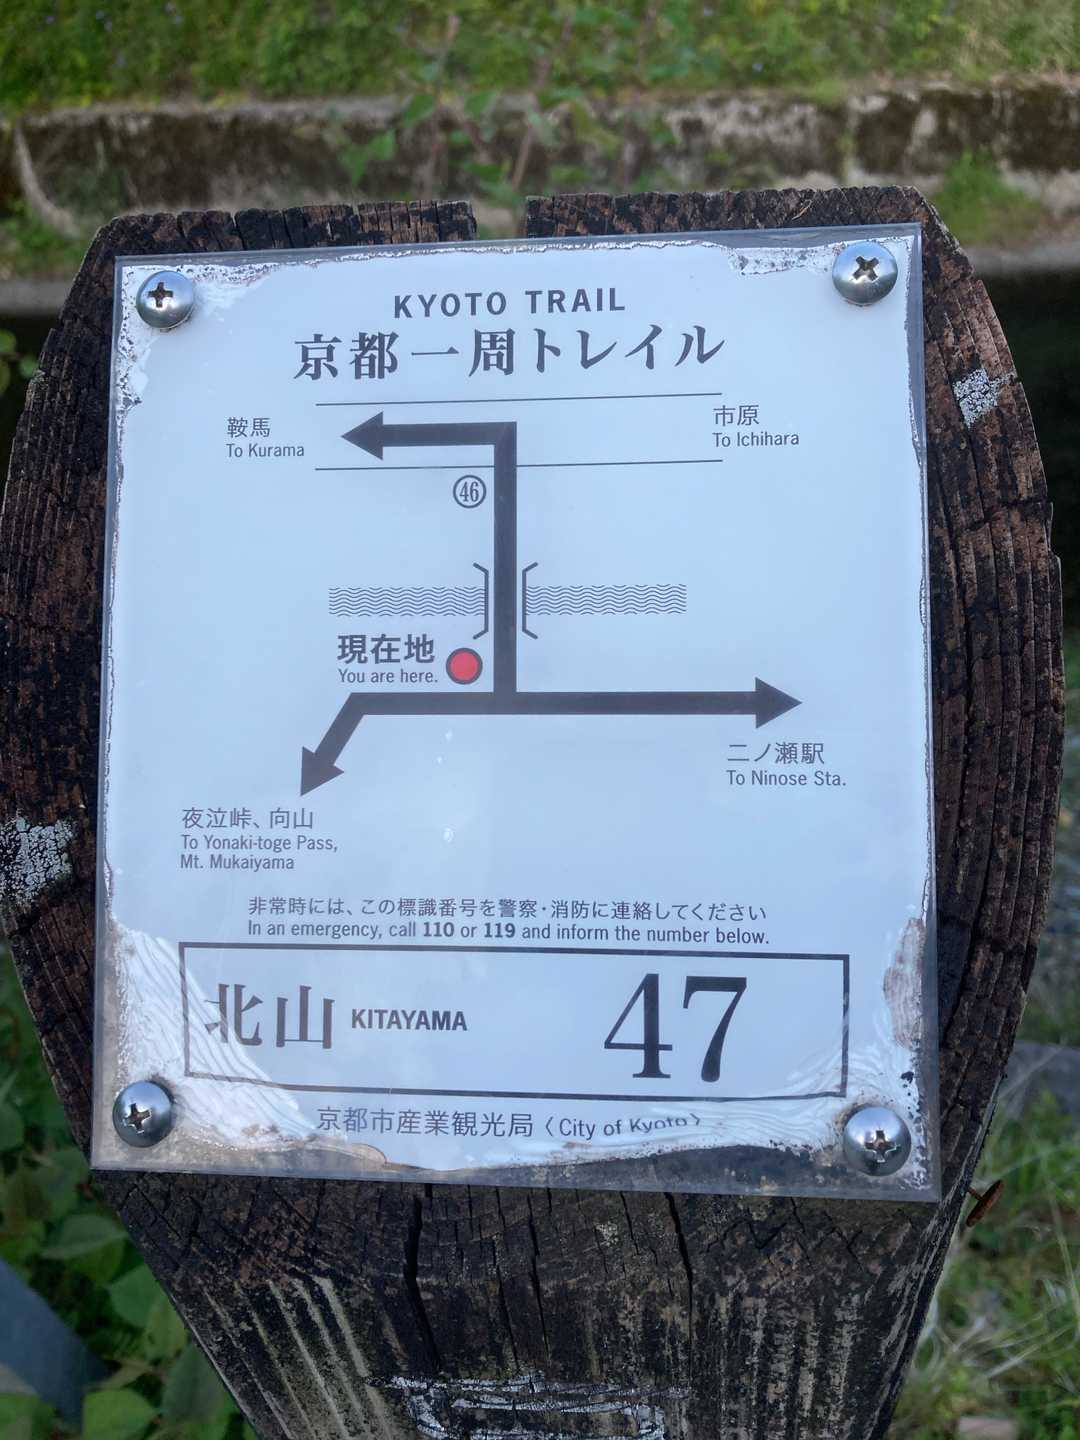 KYOTO TRAIL
京都一周トレイル
鞍馬
To Kurama
市原
To Ichihara
46
現在地
You are here.
二ノ瀬駅
To Ninose Sta.
夜泣峠、向山
To Yonaki-toge Pass,
Mt. Mukaiyama
非常時には、この標識番号を警察・消防に連絡してください
In an emergency, call 110 or 119 and inform the number below.
北山 KITAYAMA 47
京都市産業観光局〈City of Kyoto〉